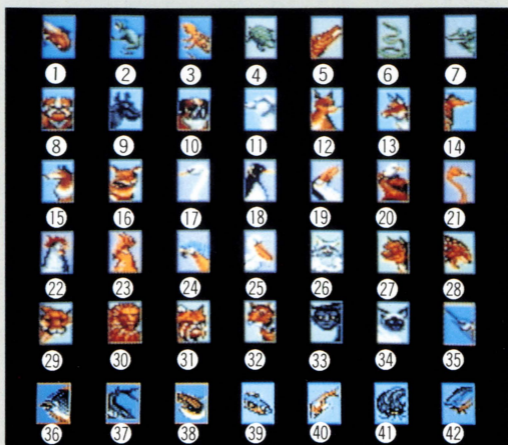 ① ② ③ ④ ⑤ ⑥ ⑦
⑧ ⑨ ⑩ ⑪ ⑫ ⑬ ⑭
⑮ ⑯ ⑰ ⑱ ⑲ ⑳ ㉑
㉒ ㉓ ㉔ ㉕ ㉖ ㉗ ㉘
㉙ ㉚ ㉛ ㉜ ㉝ ㉞ ㉟
㊱ ㊲ ㊳ ㊴ ㊵ ㊶ ㊷